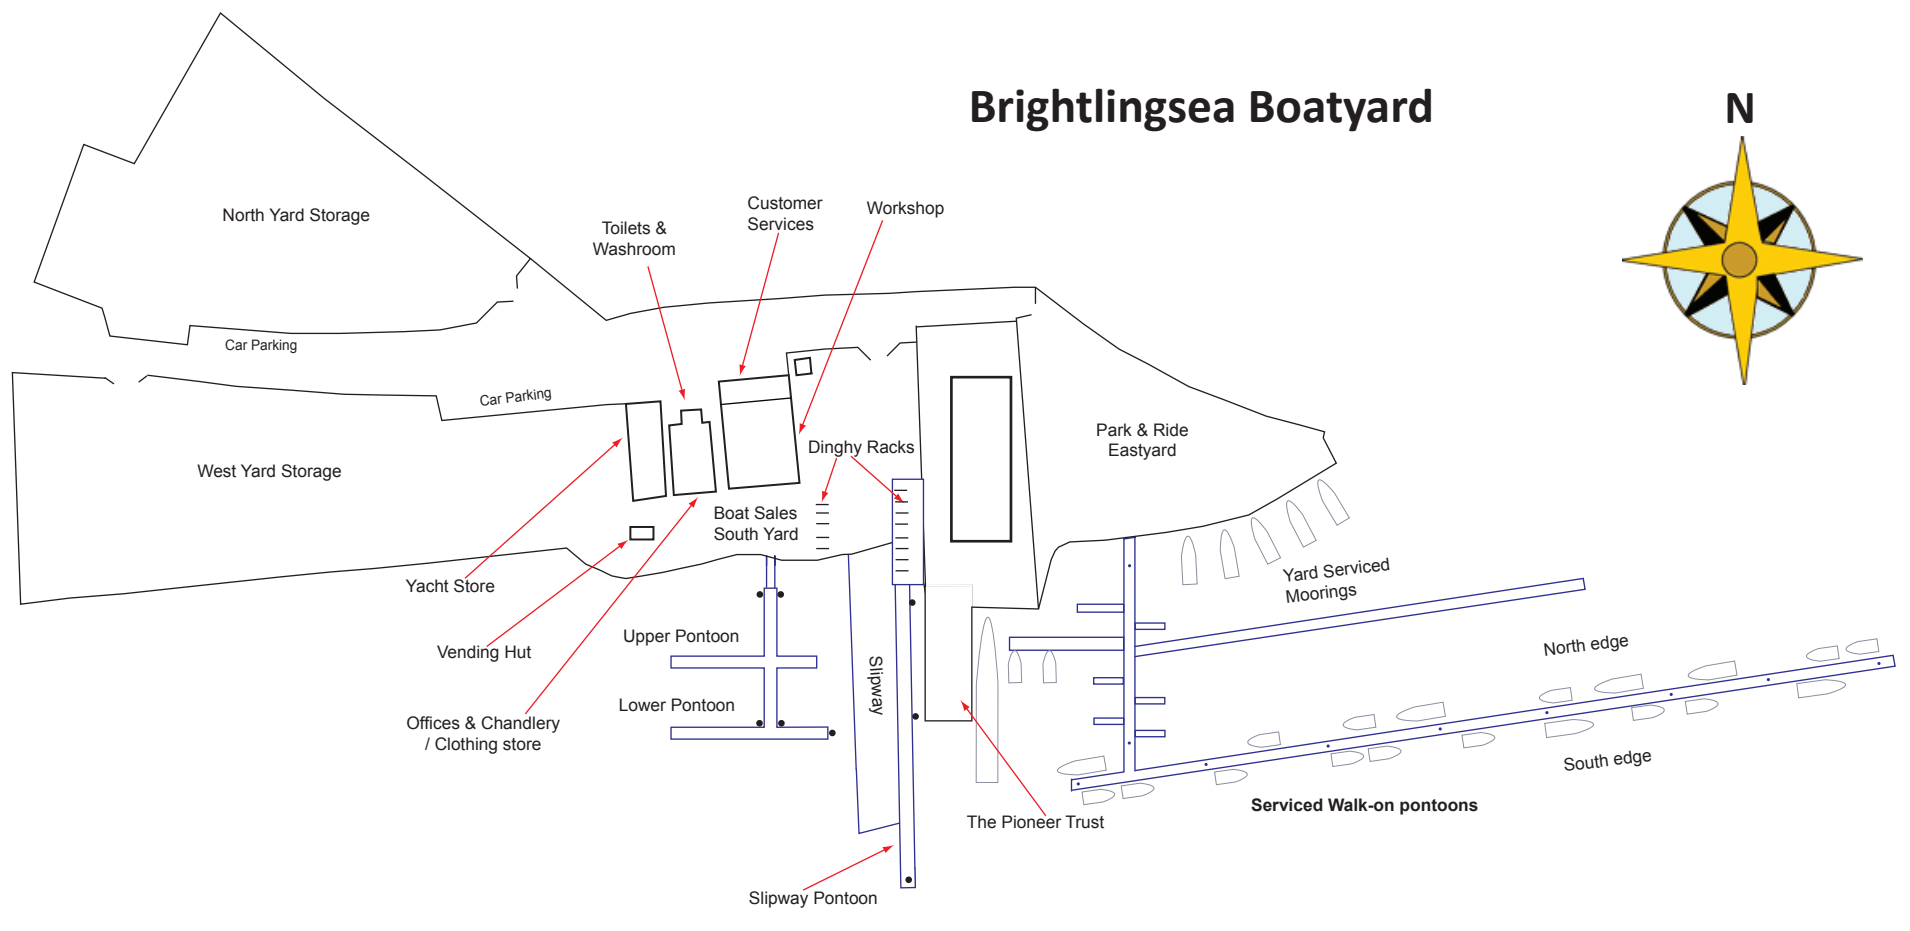 Brightlingsea Boatyard
N
North Yard Storage
Customer
Services
Workshop
Toilets &
Washroom
Car Parking
Car Parking
West Yard Storage
Dinghy Racks
Park & Ride
Eastyard
Boat Sales
South Yard
Yacht Store
Yard Serviced
Moorings
Upper Pontoon
Vending Hut
North edge
Slipway
Lower Pontoon
Offices & Chandlery
/ Clothing store
South edge
Serviced Walk-on pontoons
The Pioneer Trust
Slipway Pontoon